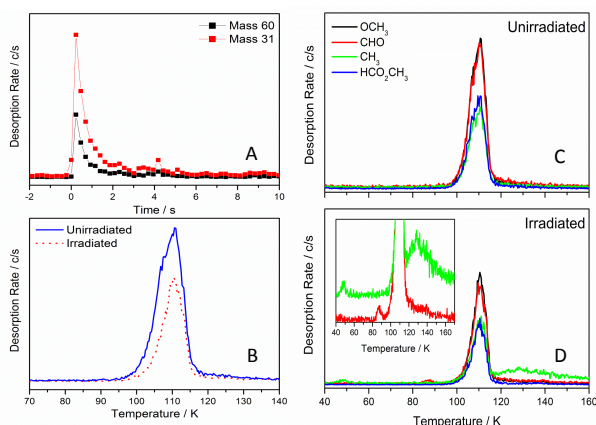 Mass 60
Mass 31
A
Desorption Rate / c/s
-2 0 2 4 6 8 10
Time / s
Unirradiated
Irradiated
B
Desorption Rate / c/s
70 80 90 100 110 120 130 140
Temperature / K
OCH₃
CHO
CH₃
HCO₂CH₃
Unirradiated
C
Desorption Rate / c/s
Irradiated
40 60 80 100 120 140 160
Temperature / K
D
Desorption Rate / c/s
40 60 80 100 120 140 160
Temperature / K